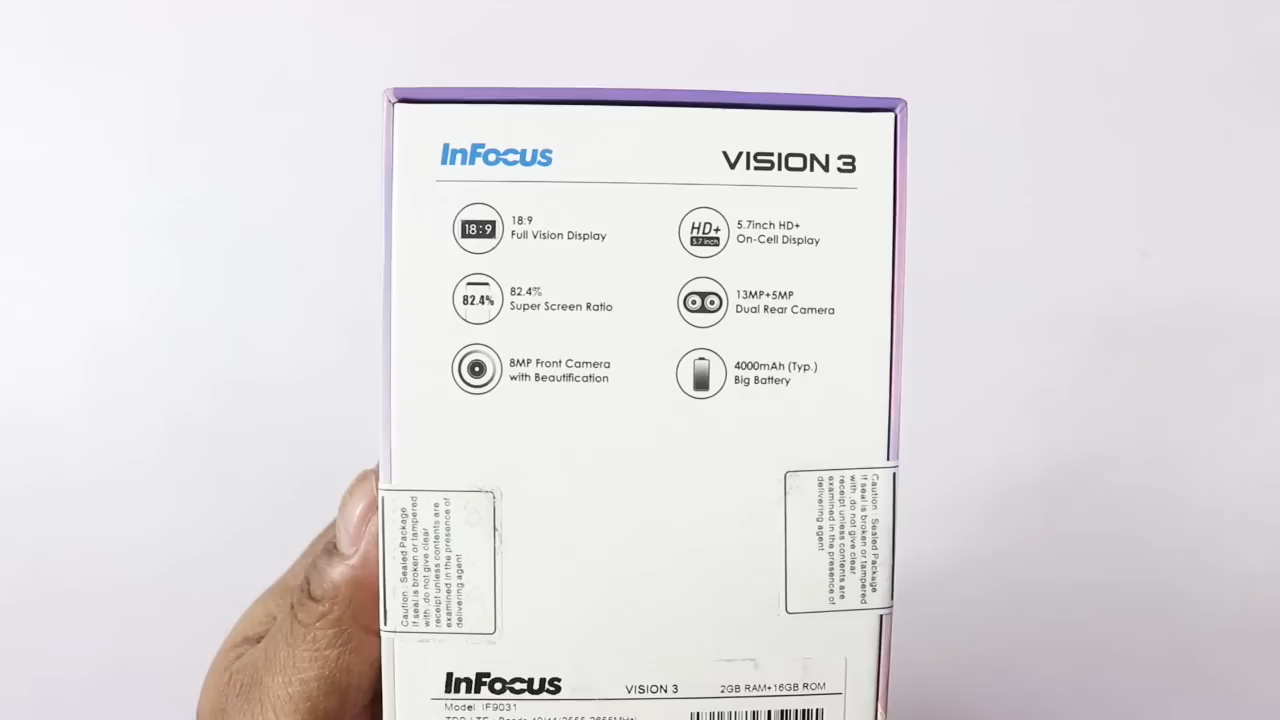 InFocus
VISION 3
18:9
18:9
Full Vision Display
HD+
5.7 inch
5.7inch HD+
On-Cell Display
82.4%
82.4%
Super Screen Ratio
13MP+5MP
Dual Rear Camera
8MP Front Camera
with Beautification
4000mAh (Typ.)
Big Battery
Caution : Sealed Package
If seal is broken or tampered
with ,do not give clear
receipt unless contents are
examined in the presence of
delivering agent
Caution : Sealed Package
If seal is broken or tampered
with ,do not give clear
receipt unless contents are
examined in the presence of
delivering agent
InFocus
VISION 3
2GB RAM+16GB ROM
Model IF9031